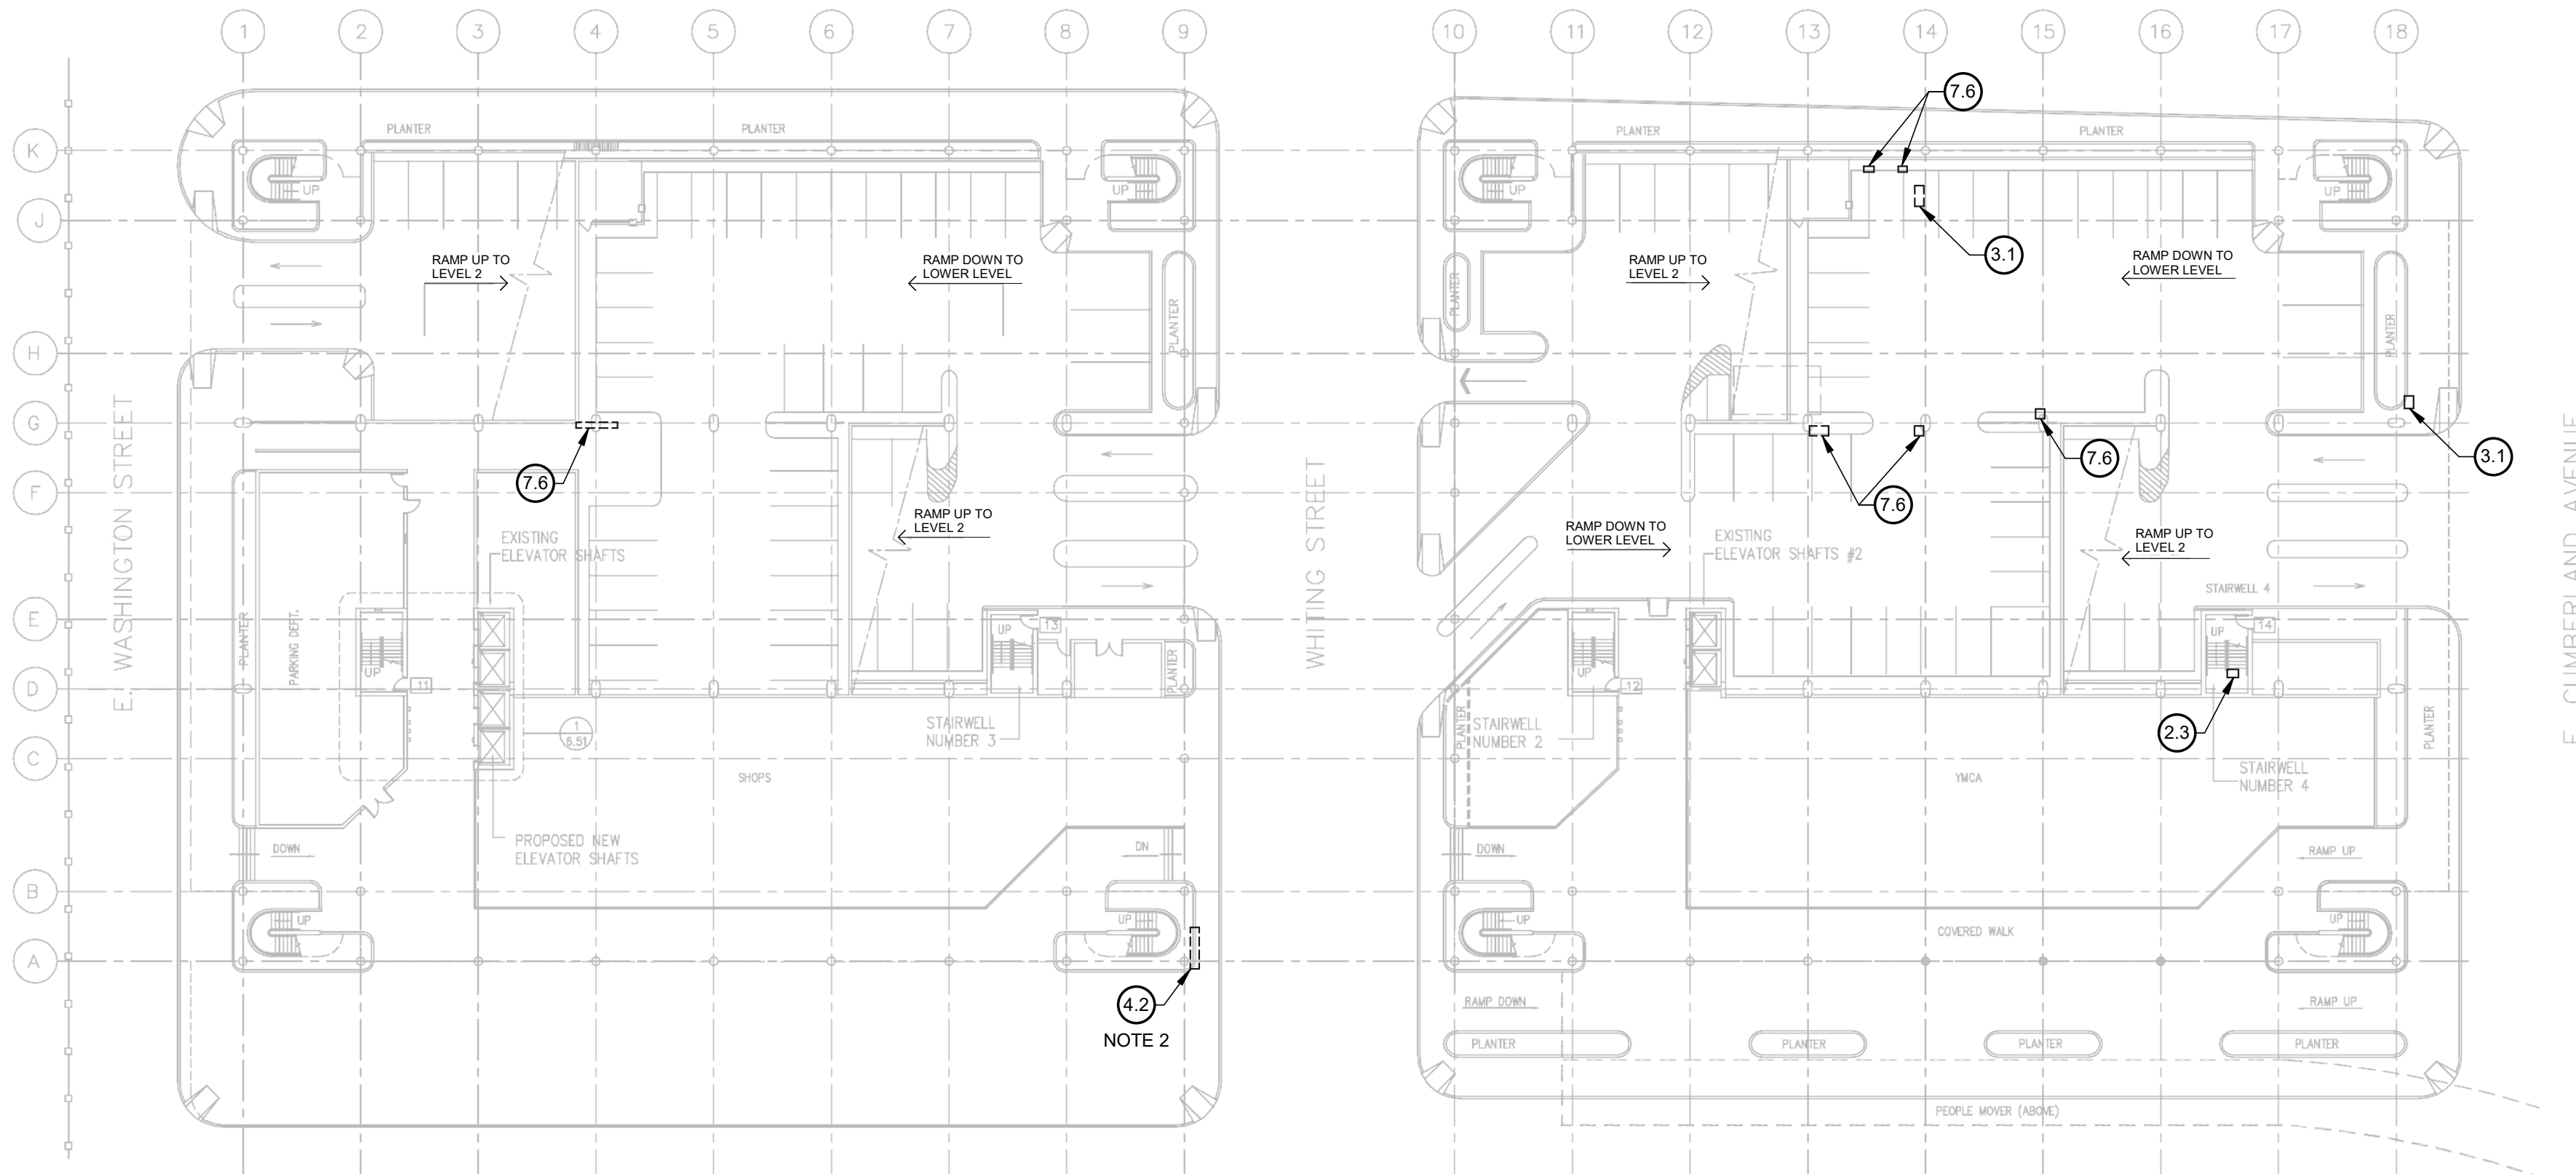 1 2 3 4 5 6 7 8 9 10 11 12 13 14 15 16 17 18
7.6
K
PLANTER
PLANTER
PLANTER
PLANTER
UP
UP
UP
UP
J
3.1
RAMP UP TO
LEVEL 2
RAMP DOWN TO
LOWER LEVEL
RAMP UP TO
LEVEL 2
RAMP DOWN TO
LOWER LEVEL
PLANTER
PLANTER
PLANTER
H
G
7.6
7.6
7.6
3.1
F
E. WASHINGTON STREET
WHITING STREET
E. CUMBERLAND AVENUE
RAMP UP TO
LEVEL 2
EXISTING
ELEVATOR SHAFTS
RAMP DOWN TO
LOWER LEVEL
EXISTING
ELEVATOR SHAFTS #2
RAMP UP TO
LEVEL 2
STAIRWELL 4
E
PLANTER
PARKING DEPT.
UP
11
UP
13
PLANTER
UP
12
UP
14
D
1
6.51
STAIRWELL
NUMBER 3
PLANTER
STAIRWELL
NUMBER 2
2.3
PLANTER
C
SHOPS
YMCA
STAIRWELL
NUMBER 4
PROPOSED NEW
ELEVATOR SHAFTS
DOWN
DN
DOWN
RAMP UP
B
UP
UP
UP
UP
COVERED WALK
A
4.2
NOTE 2
RAMP DOWN
RAMP UP
PLANTER
PLANTER
PLANTER
PLANTER
PEOPLE MOVER (ABOVE)